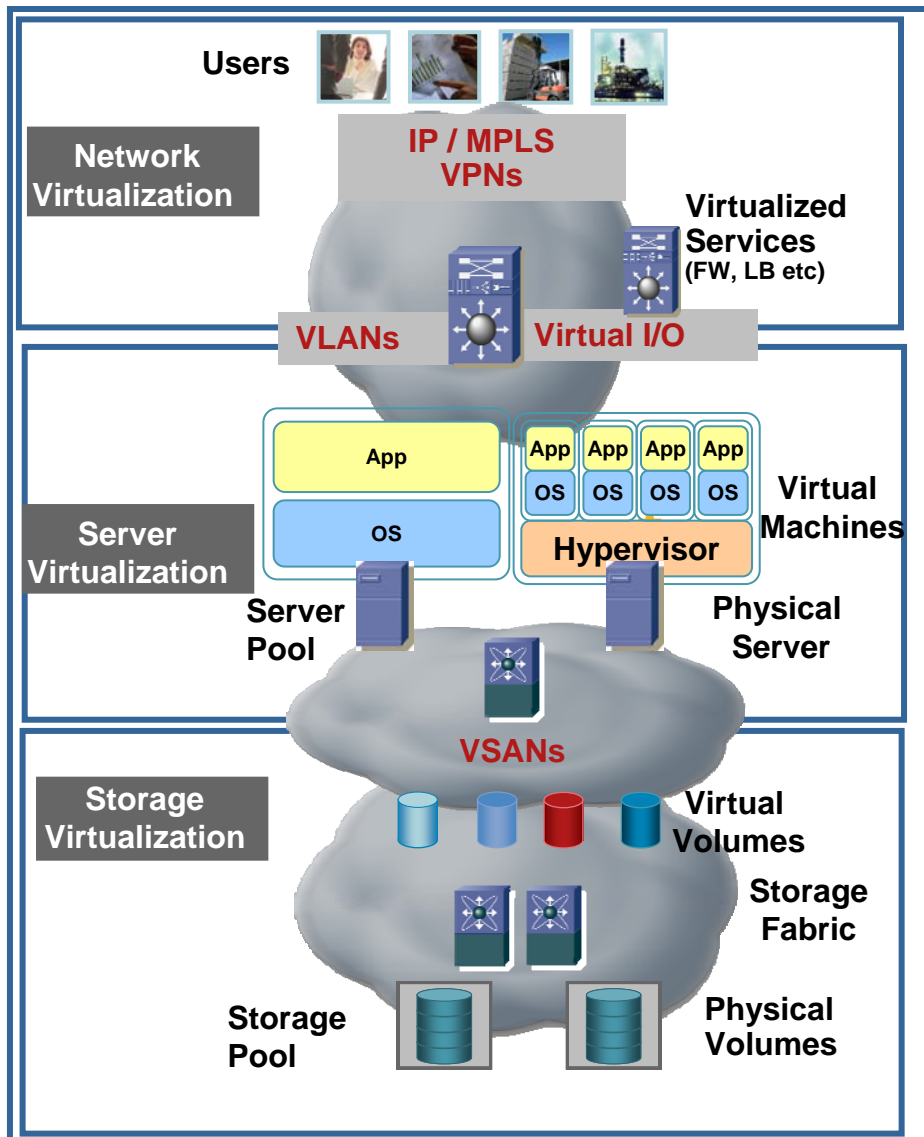 Users
IP / MPLS
VPNs
Network
Virtualization
Virtualized
Services
(FW, LB etc)
VLANs
Virtual I/O
App
App
App
App
App
OS
OS
OS
OS
OS
Virtual
Machines
Hypervisor
Server
Virtualization
Server
Pool
Physical
Server
VSANs
Storage
Virtualization
Virtual
Volumes
Storage
Fabric
Storage
Pool
Physical
Volumes